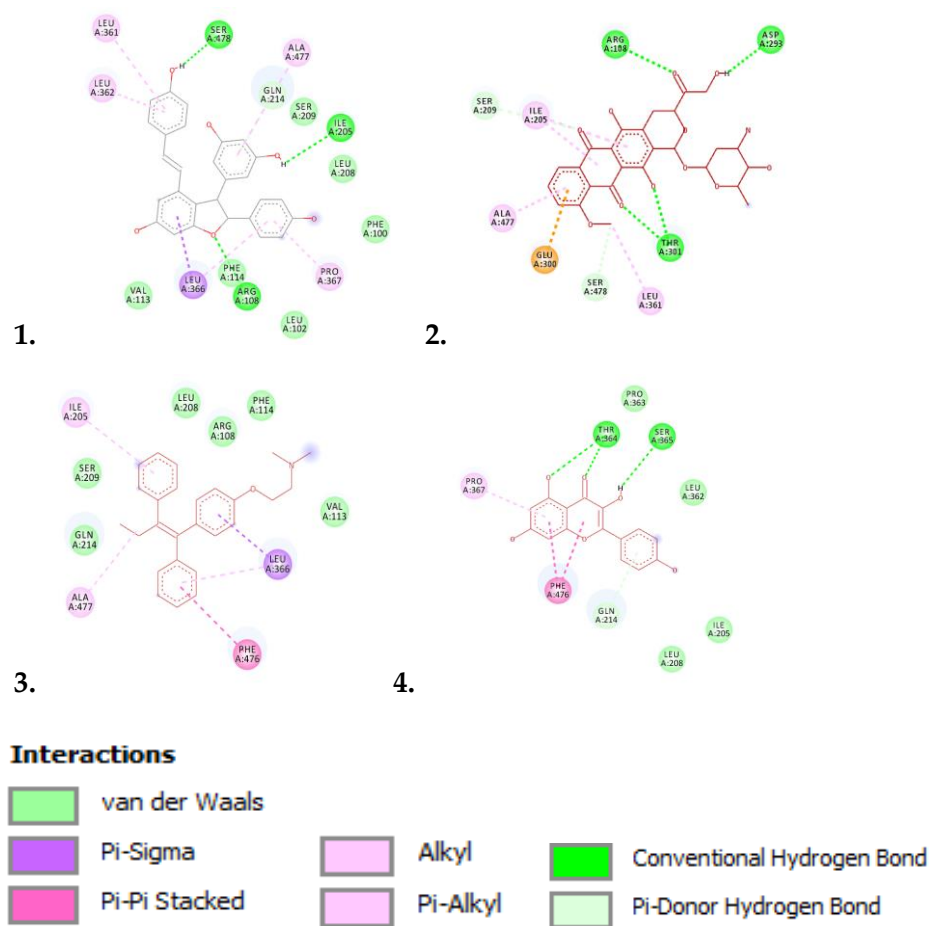 LEU
A:361
SER
A:478
ALA
A:477
LEU
A:362
GLN
A:214
SER
A:209
ILE
A:205
LEU
A:208
PHE
A:100
PHE
A:114
PRO
A:367
LEU
A:366
ARG
A:108
VAL
A:113
LEU
A:102
O
H
O
O
H
O
O
O
1.
ARG
A:108
ASP
A:293
SER
A:209
ILE
A:205
ALA
A:477
GLU
A:300
THR
A:301
SER
A:478
LEU
A:361
2.
ILE
A:205
LEU
A:208
ARG
A:108
PHE
A:114
SER
A:209
VAL
A:113
GLN
A:214
LEU
A:366
ALA
A:477
PHE
A:476
N
O
3.
PRO
A:363
THR
A:364
SER
A:365
PRO
A:367
LEU
A:362
PHE
A:476
GLN
A:214
ILE
A:205
LEU
A:208
O
O
H
O
O
O
O
4.
Interactions
van der Waals
Pi-Sigma
Alkyl
Conventional Hydrogen Bond
Pi-Pi Stacked
Pi-Alkyl
Pi-Donor Hydrogen Bond